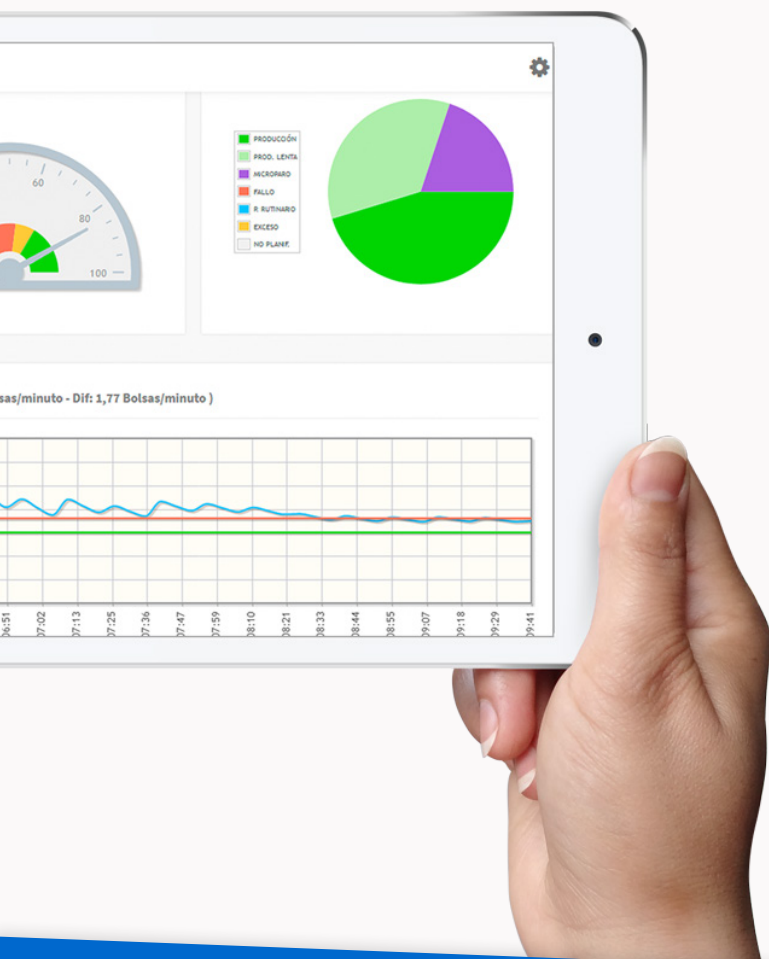 60
80
100
PRODUCCIÓN
PROD. LENTA
MICROPARO
FALLO
P. RUTINARIO
EXCESO
NO PLANIF.
sas/minuto - Dif: 1,77 Bolsas/minuto )
06:51
07:02
07:13
07:25
07:36
07:47
07:59
08:10
08:21
08:33
08:44
08:55
09:07
09:18
09:29
09:41